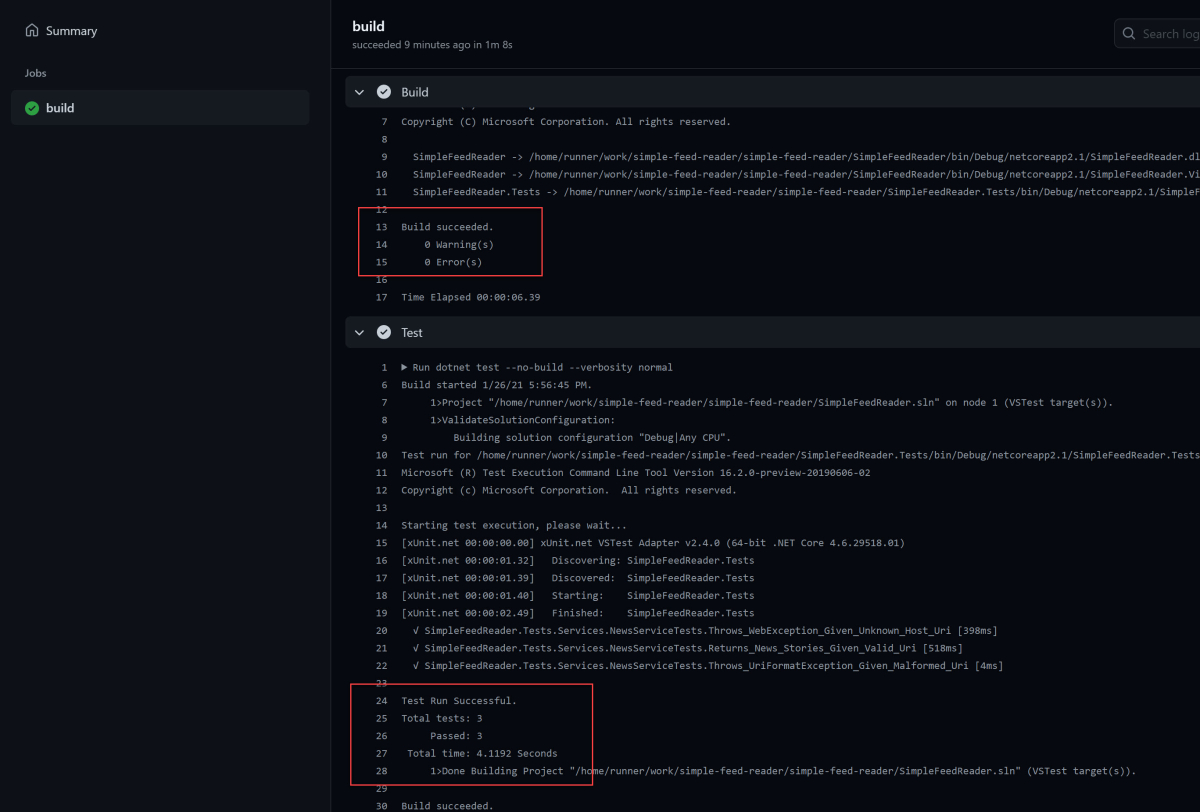 Summary
Jobs
build
build
succeeded 9 minutes ago in 1m 8s
Search log
Build
7 Copyright (C) Microsoft Corporation. All rights reserved.
8
9 SimpleFeedReader -> /home/runner/work/simple-feed-reader/simple-feed-reader/SimpleFeedReader/bin/Debug/netcoreapp2.1/SimpleFeedReader.dl
10 SimpleFeedReader -> /home/runner/work/simple-feed-reader/simple-feed-reader/SimpleFeedReader/bin/Debug/netcoreapp2.1/SimpleFeedReader.Vi
11 SimpleFeedReader.Tests -> /home/runner/work/simple-feed-reader/simple-feed-reader/SimpleFeedReader.Tests/bin/Debug/netcoreapp2.1/SimpleF
12
13 Build succeeded.
14 0 Warning(s)
15 0 Error(s)
16
17 Time Elapsed 00:00:06.39
Test
1 ▶ Run dotnet test --no-build --verbosity normal
6 Build started 1/26/21 5:56:45 PM.
7 1>Project "/home/runner/work/simple-feed-reader/simple-feed-reader/SimpleFeedReader.sln" on node 1 (VSTest target(s)).
8 1>ValidateSolutionConfiguration:
9 Building solution configuration "Debug|Any CPU".
10 Test run for /home/runner/work/simple-feed-reader/simple-feed-reader/SimpleFeedReader.Tests/bin/Debug/netcoreapp2.1/SimpleFeedReader.Tests
11 Microsoft (R) Test Execution Command Line Tool Version 16.2.0-preview-20190606-02
12 Copyright (c) Microsoft Corporation.  All rights reserved.
13
14 Starting test execution, please wait...
15 [xUnit.net 00:00:00.00] xUnit.net VSTest Adapter v2.4.0 (64-bit .NET Core 4.6.29518.01)
16 [xUnit.net 00:00:01.32]   Discovering: SimpleFeedReader.Tests
17 [xUnit.net 00:00:01.39]   Discovered:  SimpleFeedReader.Tests
18 [xUnit.net 00:00:01.40]   Starting:    SimpleFeedReader.Tests
19 [xUnit.net 00:00:02.49]   Finished:    SimpleFeedReader.Tests
20 √ SimpleFeedReader.Tests.Services.NewsServiceTests.Throws_WebException_Given_Unknown_Host_Uri [398ms]
21 √ SimpleFeedReader.Tests.Services.NewsServiceTests.Returns_News_Stories_Given_Valid_Uri [518ms]
22 √ SimpleFeedReader.Tests.Services.NewsServiceTests.Throws_UriFormatException_Given_Malformed_Uri [4ms]
23
24 Test Run Successful.
25 Total tests: 3
26 Passed: 3
27 Total time: 4.1192 Seconds
28 1>Done Building Project "/home/runner/work/simple-feed-reader/simple-feed-reader/SimpleFeedReader.sln" (VSTest target(s)).
29
30 Build succeeded.